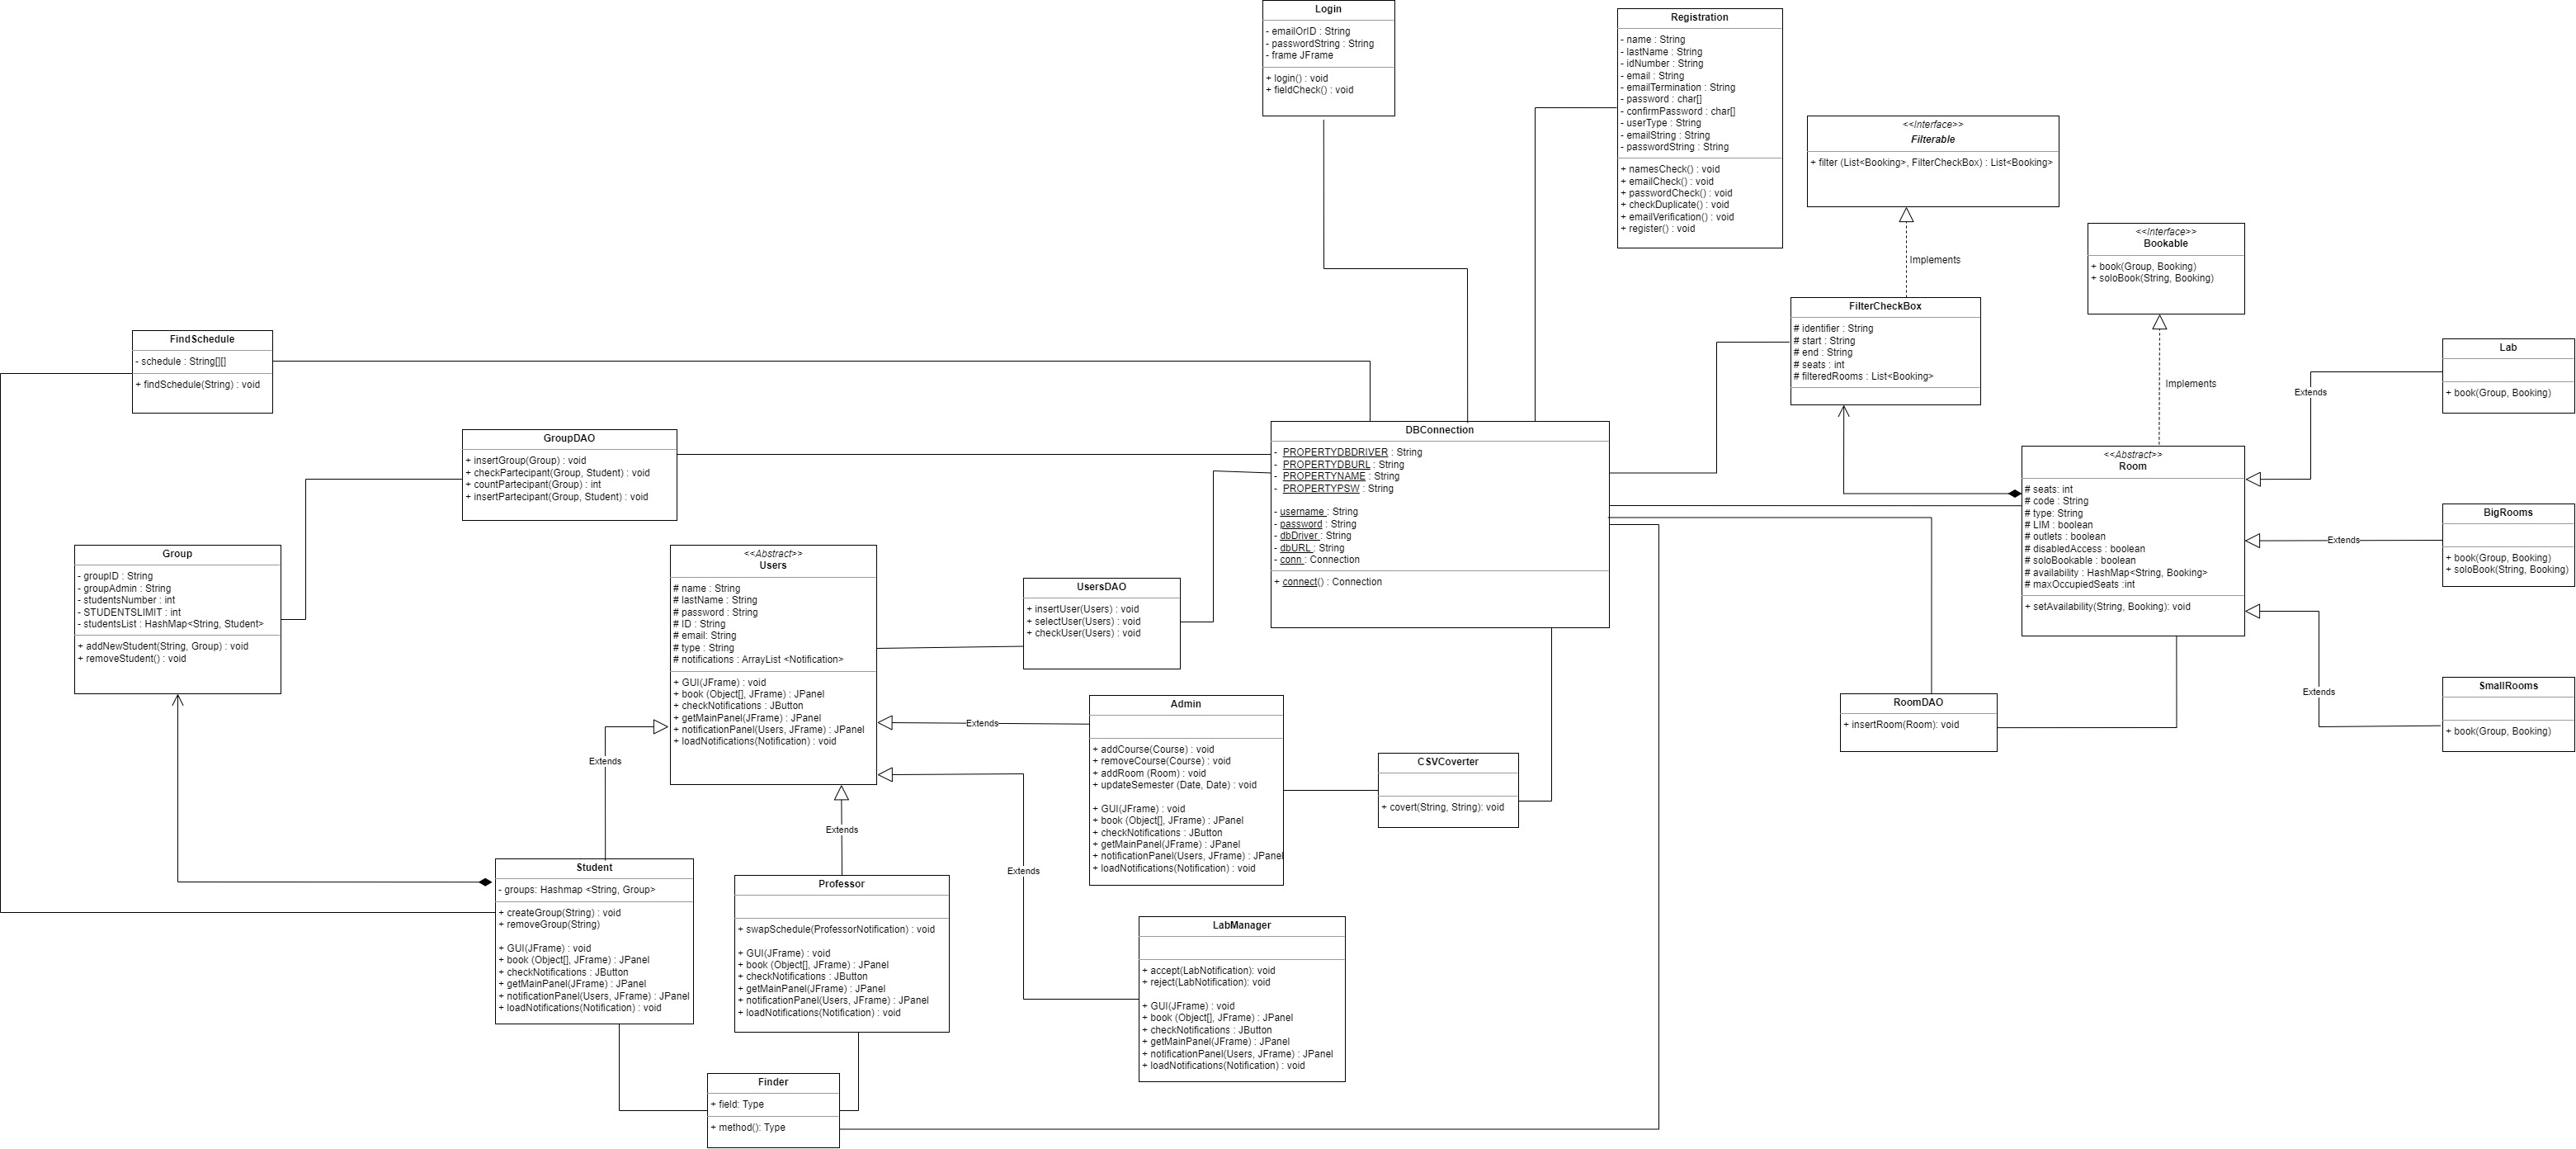 Login
- emailOrID : String
- passwordString : String
- frame JFrame
+ login() : void
+ fieldCheck() : void
Registration
- name : String
- lastName : String
- idNumber : String
- email : String
- emailTermination : String
- password : char[]
- confirmPassword : char[]
- userType : String
- emailString : String
- passwordString : String
+ namesCheck() : void
+ emailCheck() : void
+ passwordCheck() : void
+ checkDuplicate() : void
+ emailVerification() : void
+ register() : void
<<Interface>>
Filterable
+ filter (List<Booking>, FilterCheckBox) : List<Booking>
Implements
<<Interface>>
Bookable
+ book(Group, Booking)
+ soloBook(String, Booking)
Implements
FilterCheckBox
# identifier : String
# start : String
# end : String
# seats : int
# filteredRooms : List<Booking>
FindSchedule
- schedule : String[][]
+ findSchedule(String) : void
Lab
+ book(Group, Booking)
Extends
GroupDAO
+ insertGroup(Group) : void
+ checkPartecipant(Group, Student) : void
+ countPartecipant(Group) : int
+ insertPartecipant(Group, Student) : void
DBConnection
- PROPERTYDBDRIVER : String
- PROPERTYDBURL : String
- PROPERTYNAME : String
- PROPERTYPSW : String
- username : String
- password : String
- dbDriver : String
- dbURL : String
- conn : Connection
+ connect() : Connection
<<Abstract>>
Room
# seats: int
# code : String
# type: String
# LIM : boolean
# outlets : boolean
# disabledAccess : boolean
# soloBookable : boolean
# availability : HashMap<String, Booking>
# maxOccupiedSeats :int
+ setAvailability(String, Booking): void
BigRooms
+ book(Group, Booking)
+ soloBook(String, Booking)
Extends
Group
- groupID : String
- groupAdmin : String
- studentsNumber : int
- STUDENTSLIMIT : int
- studentsList : HashMap<String, Student>
+ addNewStudent(String, Group) : void
+ removeStudent() : void
<<Abstract>>
Users
# name : String
# lastName : String
# password : String
# ID : String
# email: String
# type : String
# notifications : ArrayList <Notification>
+ GUI(JFrame) : void
+ book (Object[], JFrame) : JPanel
+ checkNotifications : JButton
+ getMainPanel(JFrame) : JPanel
+ notificationPanel(Users, JFrame) : JPanel
+ loadNotifications(Notification) : void
UsersDAO
+ insertUser(Users) : void
+ selectUser(Users) : void
+ checkUser(Users) : void
SmallRooms
+ book(Group, Booking)
Extends
RoomDAO
+ insertRoom(Room): void
Admin
+ addCourse(Course) : void
+ removeCourse(Course) : void
+ addRoom (Room) : void
+ updateSemester (Date, Date) : void
+ GUI(JFrame) : void
+ book (Object[], JFrame) : JPanel
+ checkNotifications : JButton
+ getMainPanel(JFrame) : JPanel
+ notificationPanel(Users, JFrame) : JPanel
+ loadNotifications(Notification) : void
Extends
CSVCoverter
+ covert(String, String): void
Extends
Extends
Extends
Student
- groups: Hashmap <String, Group>
+ createGroup(String) : void
+ removeGroup(String)
+ GUI(JFrame) : void
+ book (Object[], JFrame) : JPanel
+ checkNotifications : JButton
+ getMainPanel(JFrame) : JPanel
+ notificationPanel(Users, JFrame) : JPanel
+ loadNotifications(Notification) : void
Professor
+ swapSchedule(ProfessorNotification) : void
+ GUI(JFrame) : void
+ book (Object[], JFrame) : JPanel
+ checkNotifications : JButton
+ getMainPanel(JFrame) : JPanel
+ notificationPanel(Users, JFrame) : JPanel
+ loadNotifications(Notification) : void
LabManager
+ accept(LabNotification): void
+ reject(LabNotification): void
+ GUI(JFrame) : void
+ book (Object[], JFrame) : JPanel
+ checkNotifications : JButton
+ getMainPanel(JFrame) : JPanel
+ notificationPanel(Users, JFrame) : JPanel
+ loadNotifications(Notification) : void
Finder
+ field: Type
+ method(): Type